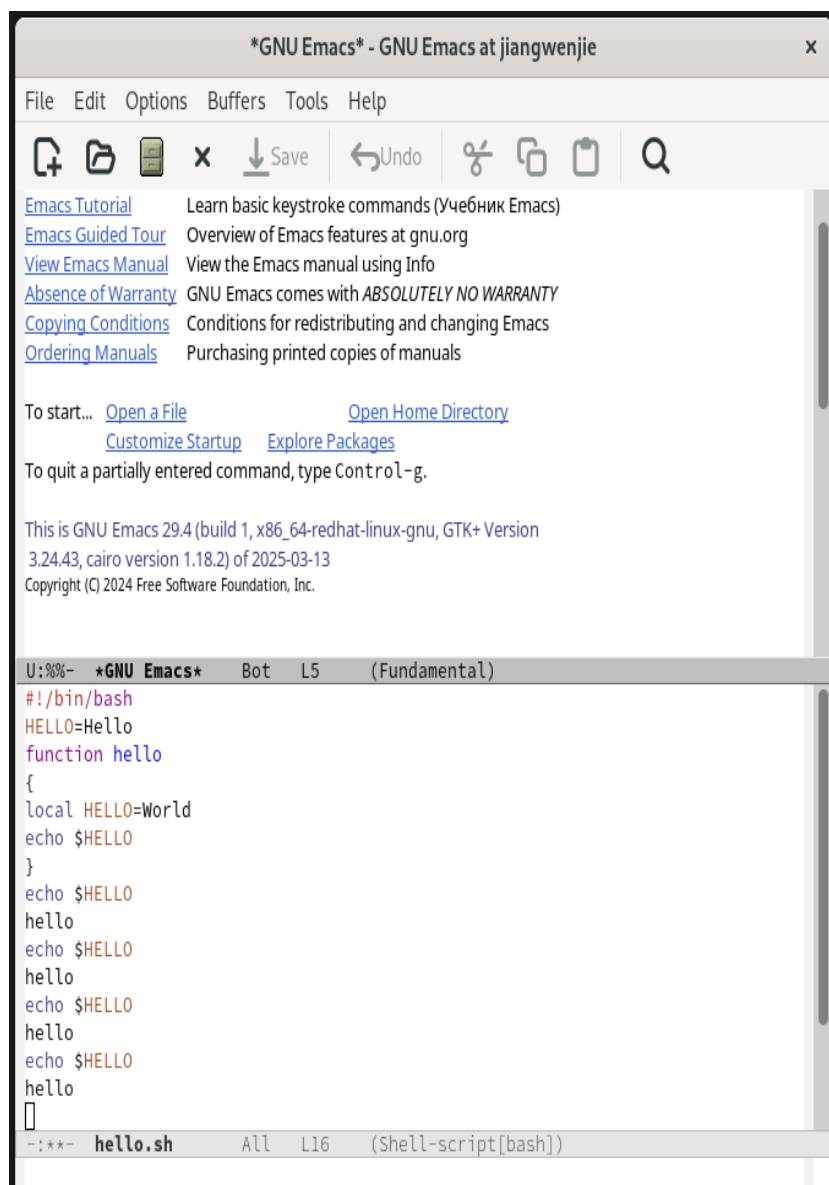 *GNU Emacs* - GNU Emacs at jiangwenjie ×
File Edit Options Buffers Tools Help
Save Undo
Emacs Tutorial Learn basic keystroke commands (Учебник Emacs)
Emacs Guided Tour Overview of Emacs features at gnu.org
View Emacs Manual View the Emacs manual using Info
Absence of Warranty GNU Emacs comes with ABSOLUTELY NO WARRANTY
Copying Conditions Conditions for redistributing and changing Emacs
Ordering Manuals Purchasing printed copies of manuals
To start... Open a File Open Home Directory
Customize Startup Explore Packages
To quit a partially entered command, type Control-g.
This is GNU Emacs 29.4 (build 1, x86_64-redhat-linux-gnu, GTK+ Version
3.24.43, cairo version 1.18.2) of 2025-03-13
Copyright (C) 2024 Free Software Foundation, Inc.
U:%%- *GNU Emacs* Bot L5 (Fundamental)
#!/bin/bash
HELLO=Hello
function hello
{
local HELLO=World
echo $HELLO
}
echo $HELLO
hello
echo $HELLO
hello
echo $HELLO
hello
echo $HELLO
hello
-:**- hello.sh All L16 (Shell-script[bash])